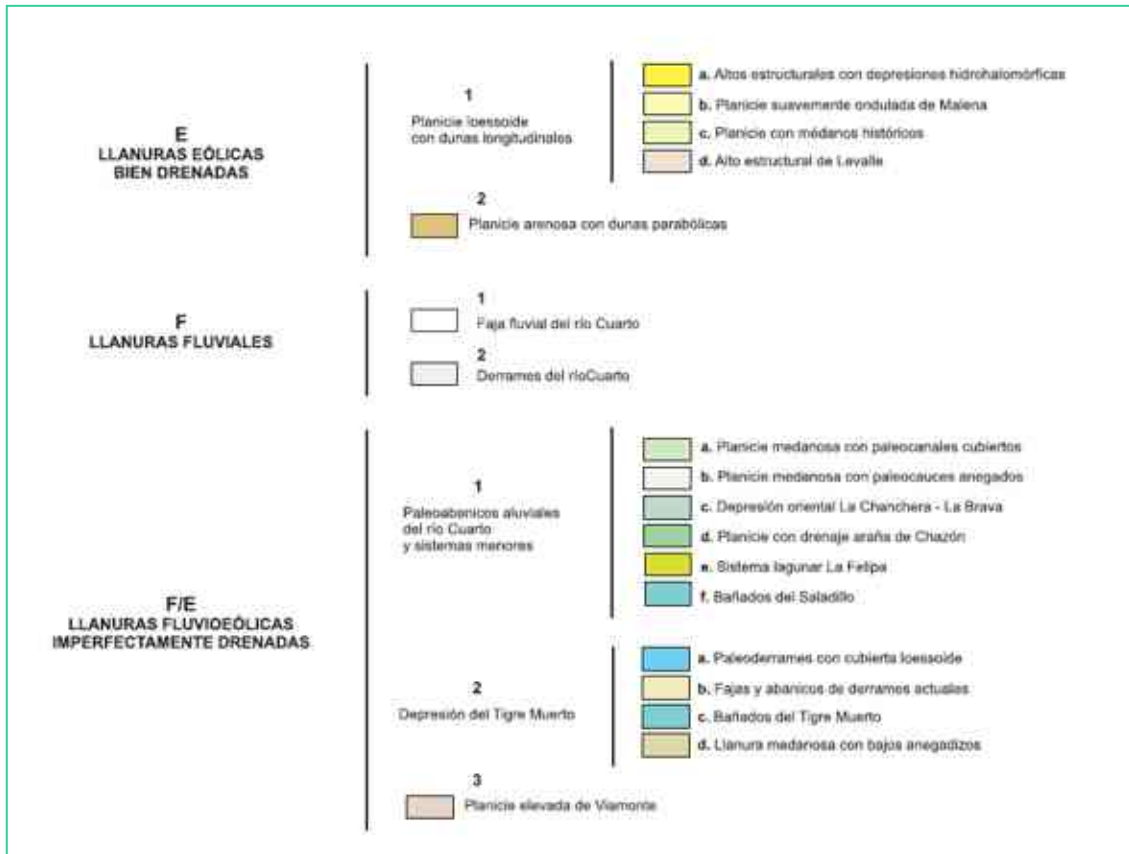 E
LLANURAS EÓLICAS
BIEN DRENADAS
1
Planicie loessoide
con dunas longitudinales
a. Altos estructurales con depresiones hidrohalomórficas
b. Planicie suavemente ondulada de Malena
c. Planicie con médanos históricos
d. Alto estructural de Levalle
2
Planicie arenosa con dunas parabólicas
F
LLANURAS FLUVIALES
1
Faja fluvial del río Cuarto
2
Derrames del ríoCuarto
F/E
LLANURAS FLUVIOEÓLICAS
IMPERFECTAMENTE DRENADAS
1
Paleoabanicos aluviales
del río Cuarto
y sistemas menores
a. Planicie medanosa con paleocanales cubiertos
b. Planicie medanosa con paleocauces anegados
c. Depresión oriental La Chanchera - La Brava
d. Planicie con drenaje araña de Chazón
e. Sistema lagunar La Felipa
f. Bañados del Saladillo
2
Depresión del Tigre Muerto
a. Paleoderrames con cubierta loessoide
b. Fajas y abanicos de derrames actuales
c. Bañados del Tigre Muerto
d. Llanura medanosa con bajos anegadizos
3
Planicie elevada de Viamonte